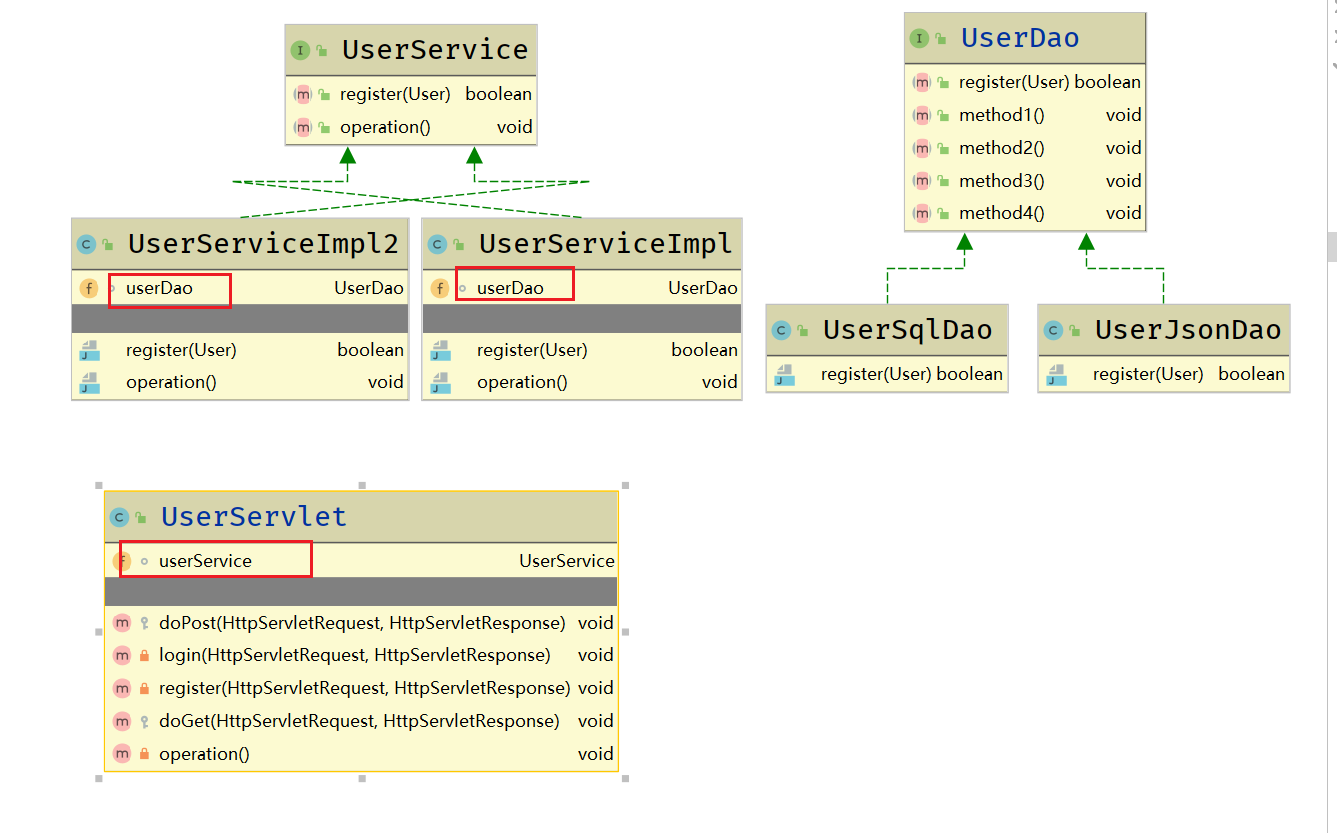 UserService
register(User) boolean
operation() void
UserDao
register(User) boolean
method1() void
method2() void
method3() void
method4() void
UserServiceImpl2
userDao UserDao
register(User) boolean
operation() void
UserServiceImpl
userDao UserDao
register(User) boolean
operation() void
UserSqlDao
register(User) boolean
UserJsonDao
register(User) boolean
UserServlet
userService UserService
doPost(HttpServletRequest, HttpServletResponse) void
login(HttpServletRequest, HttpServletResponse) void
register(HttpServletRequest, HttpServletResponse) void
doGet(HttpServletRequest, HttpServletResponse) void
operation() void